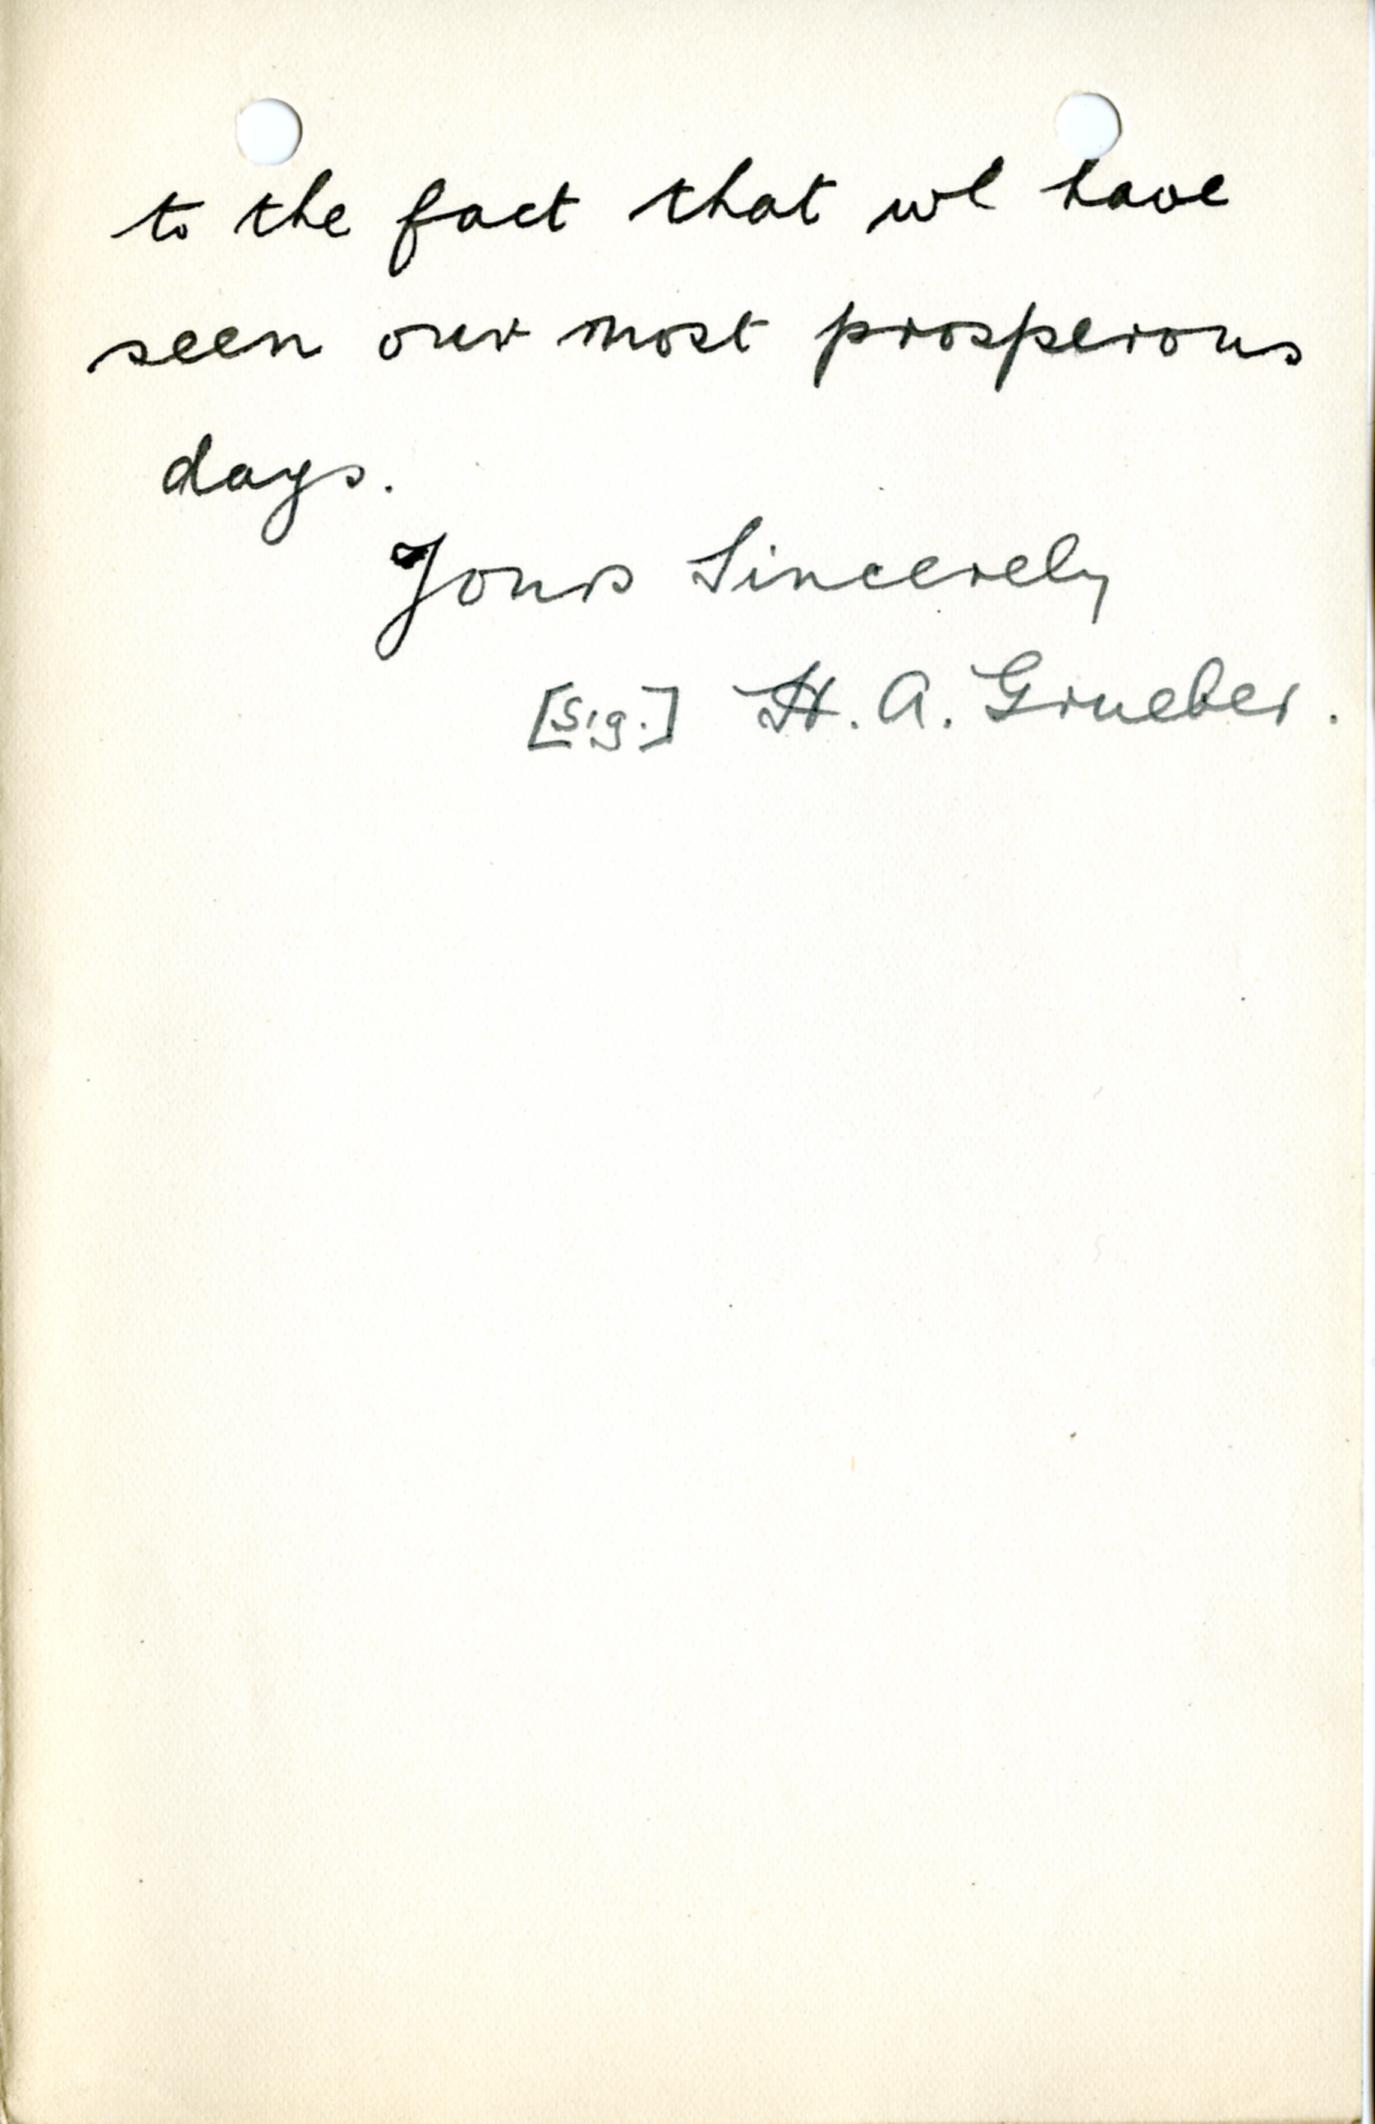 to the fact that we have
seen our most prosperous
days.
Yours Sincerely
[Sig.] H. A. Grueber.